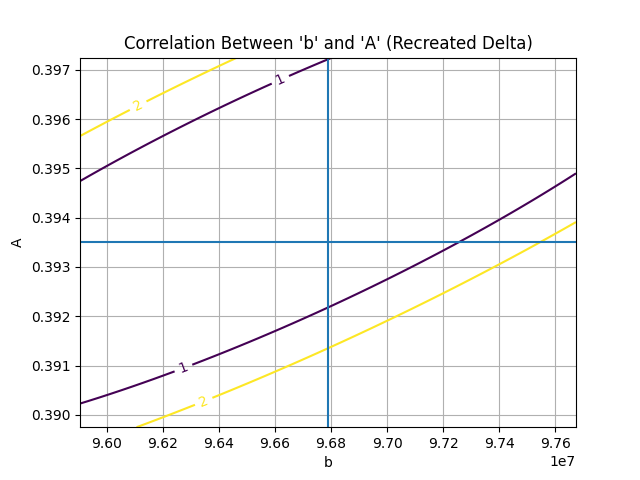 Correlation Between 'b' and 'A' (Recreated Delta)
0.397
0.396
0.395
0.394
0.393
0.392
0.391
0.390
A
2
1
1
2
9.60 9.62 9.64 9.66 9.68 9.70 9.72 9.74 9.76
b
1e7